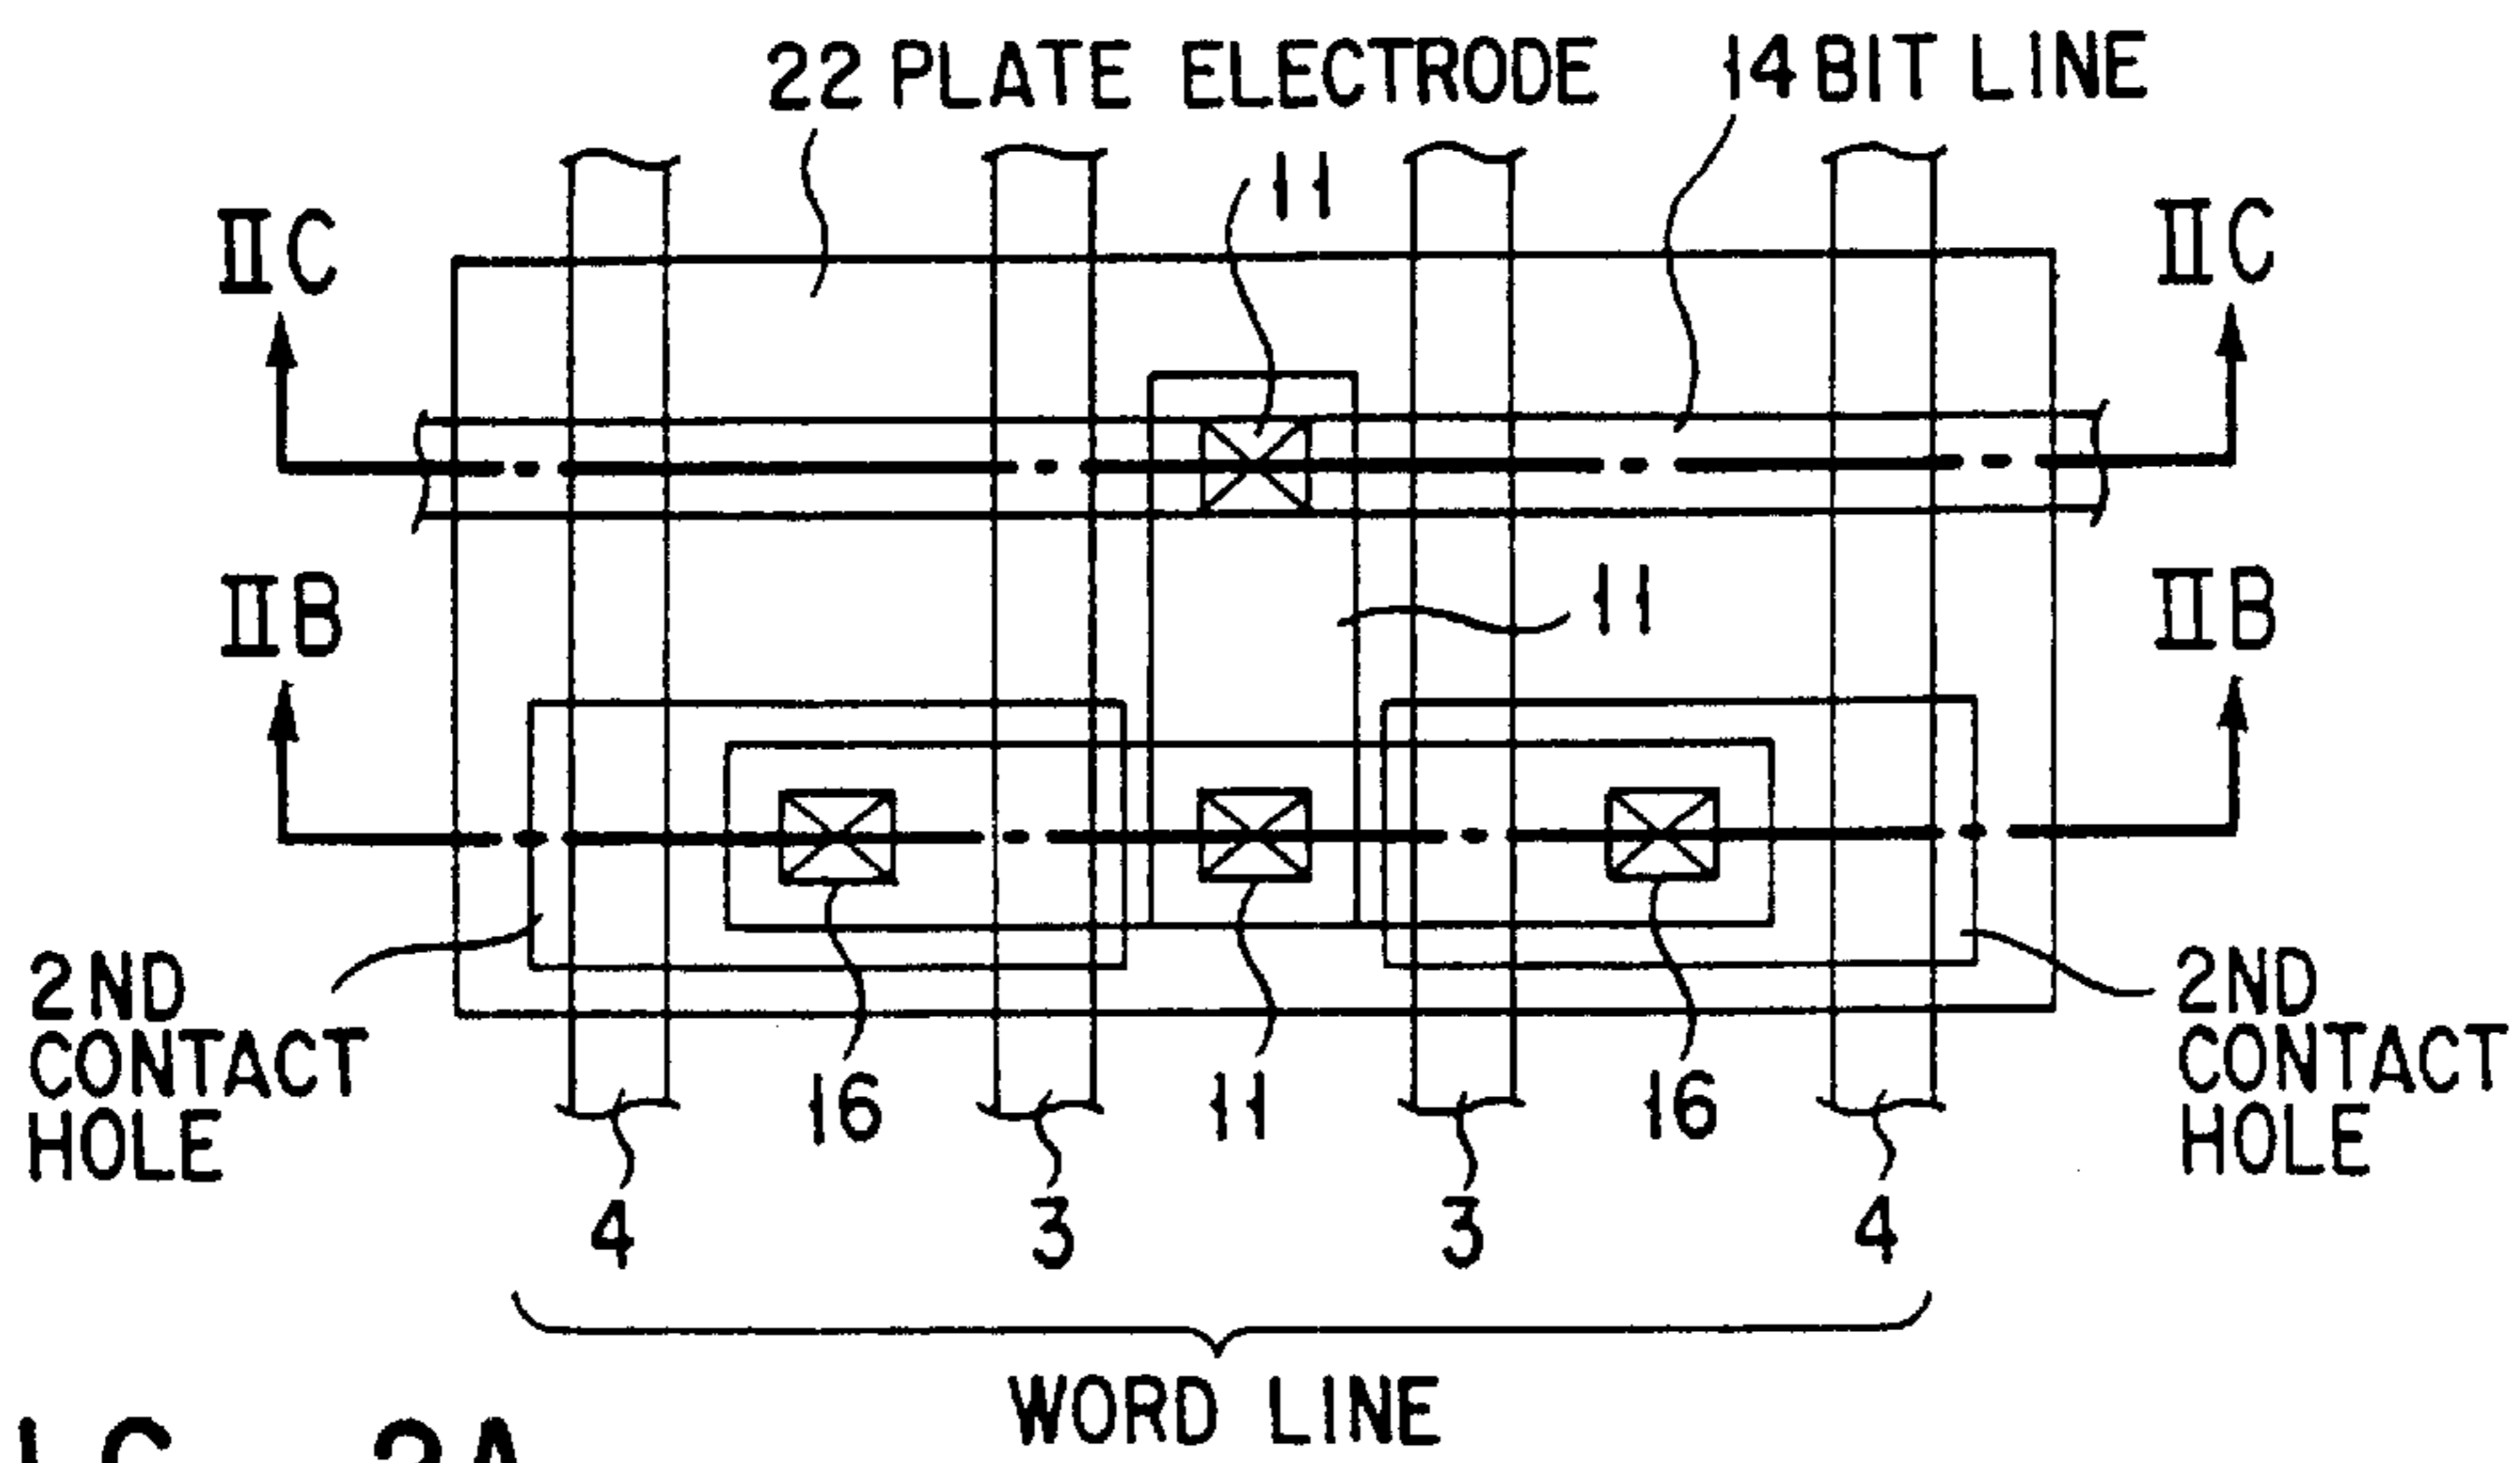 22 PLATE ELECTRODE
14 BIT LINE
11
IIC
IIC
11
IIB
IIB
2ND
CONTACT
HOLE
2ND
CONTACT
HOLE
16
11
16
4
3
3
4
WORD LINE